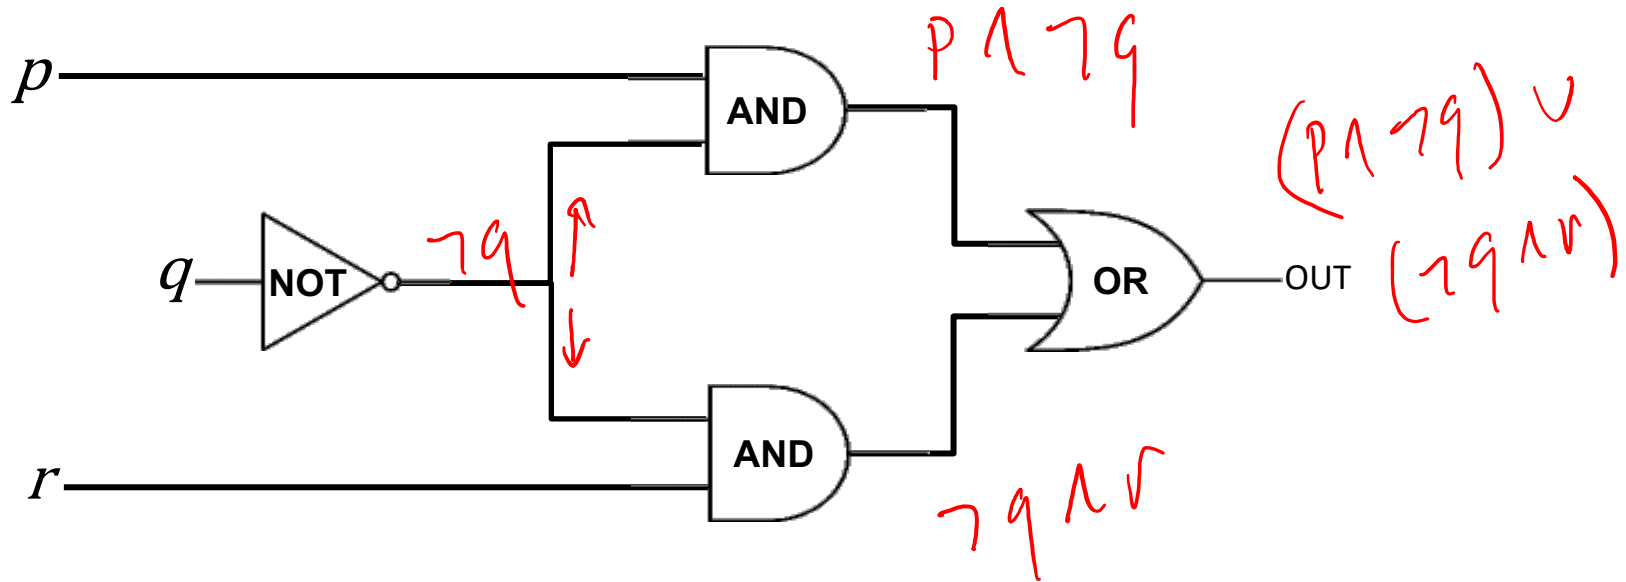 p
AND
p ∧ ¬q
(p ∧ ¬q) ∨
(¬q ∧ r)
q
NOT
¬q
OR
OUT
AND
r
¬q ∧ r